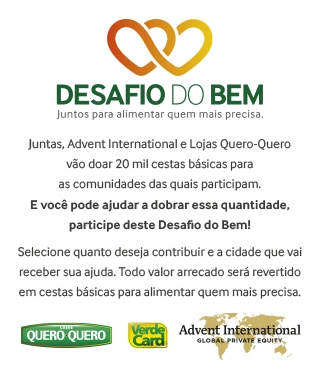 DESAFIO DO BEM
Juntos para alimentar quem mais precisa.
Juntas, Advent International e Lojas Quero-Quero
vão doar 20 mil cestas básicas para
as comunidades das quais participam.
E você pode ajudar a dobrar essa quantidade,
participe deste Desafio do Bem!
Selecione quanto deseja contribuir e a cidade que vai
receber sua ajuda. Todo valor arrecado será revertido
em cestas básicas para alimentar quem mais precisa.
LOJAS
QUERO-QUERO
Verde
Card
Advent International
GLOBAL PRIVATE EQUITY